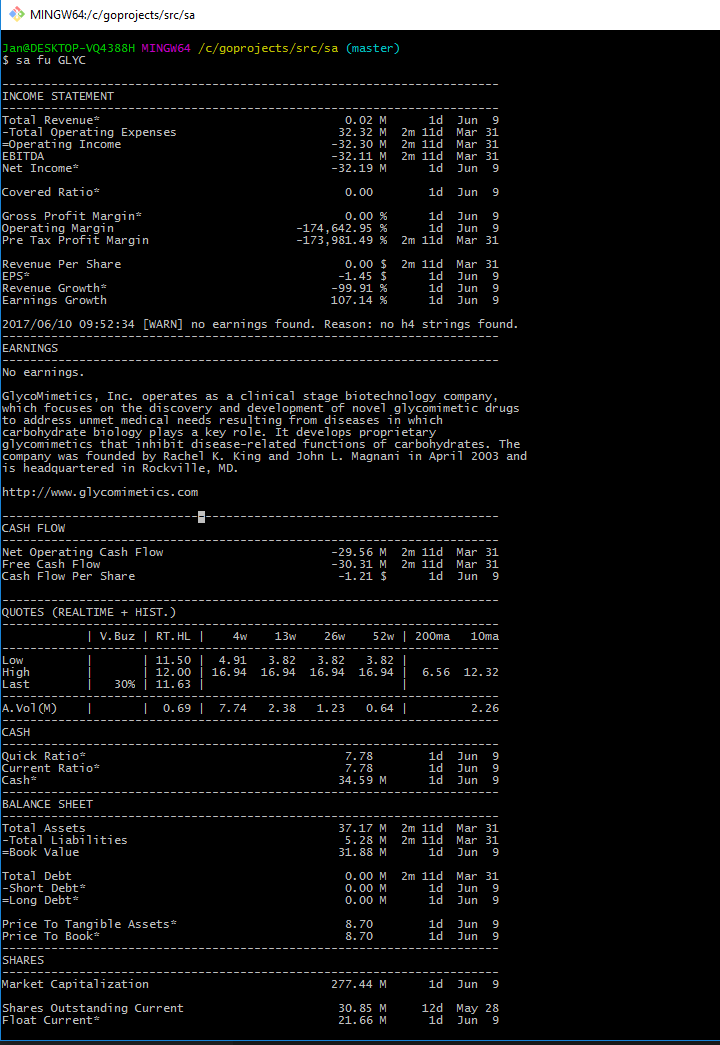 MINGW64:/c/goprojects/src/sa
Jan@DESKTOP-VQ4388H MINGW64 /c/goprojects/src/sa (master)
$ sa fu GLYC
-----------------------------------------------------------------------
INCOME STATEMENT
-----------------------------------------------------------------------
Total Revenue* 0.02 M 1d Jun 9
-Total Operating Expenses 32.32 M 2m 11d Mar 31
=Operating Income -32.30 M 2m 11d Mar 31
EBITDA -32.11 M 2m 11d Mar 31
Net Income* -32.19 M 1d Jun 9
Covered Ratio* 0.00 1d Jun 9
Gross Profit Margin* 0.00 % 1d Jun 9
Operating Margin -174,642.95 % 1d Jun 9
Pre Tax Profit Margin -173,981.49 % 2m 11d Mar 31
Revenue Per Share 0.00 $ 2m 11d Mar 31
EPS* -1.45 $ 1d Jun 9
Revenue Growth* -99.91 % 1d Jun 9
Earnings Growth 107.14 % 1d Jun 9
2017/06/10 09:52:34 [WARN] no earnings found. Reason: no h4 strings found.
-----------------------------------------------------------------------
EARNINGS
-----------------------------------------------------------------------
No earnings.
GlycoMimetics, Inc. operates as a clinical stage biotechnology company,
which focuses on the discovery and development of novel glycomimetic drugs
to address unmet medical needs resulting from diseases in which
carbohydrate biology plays a key role. It develops proprietary
glycomimetics that inhibit disease-related functions of carbohydrates. The
company was founded by Rachel K. King and John L. Magnani in April 2003 and
is headquartered in Rockville, MD.
http://www.glycomimetics.com
-----------------------------------------------------------------------
CASH FLOW
-----------------------------------------------------------------------
Net Operating Cash Flow -29.56 M 2m 11d Mar 31
Free Cash Flow -30.31 M 2m 11d Mar 31
Cash Flow Per Share -1.21 $ 1d Jun 9
-----------------------------------------------------------------------
QUOTES (REALTIME + HIST.)
-----------------------------------------------------------------------
| V.Buz | RT.HL | 4w 13w 26w 52w | 200ma 10ma
-----------------------------------------------------------------------
Low | | 11.50 | 4.91 3.82 3.82 3.82 |
High | | 12.00 | 16.94 16.94 16.94 16.94 | 6.56 12.32
Last | 30% | 11.63 | |
-----------------------------------------------------------------------
A.Vol(M) | | 0.69 | 7.74 2.38 1.23 0.64 | 2.26
-----------------------------------------------------------------------
CASH
-----------------------------------------------------------------------
Quick Ratio* 7.78 1d Jun 9
Current Ratio* 7.78 1d Jun 9
Cash* 34.59 M 1d Jun 9
-----------------------------------------------------------------------
BALANCE SHEET
-----------------------------------------------------------------------
Total Assets 37.17 M 2m 11d Mar 31
-Total Liabilities 5.28 M 2m 11d Mar 31
=Book Value 31.88 M 1d Jun 9
Total Debt 0.00 M 2m 11d Mar 31
-Short Debt* 0.00 M 1d Jun 9
=Long Debt* 0.00 M 1d Jun 9
Price To Tangible Assets* 8.70 1d Jun 9
Price To Book* 8.70 1d Jun 9
-----------------------------------------------------------------------
SHARES
-----------------------------------------------------------------------
Market Capitalization 277.44 M 1d Jun 9
Shares Outstanding Current 30.85 M 12d May 28
Float Current* 21.66 M 1d Jun 9